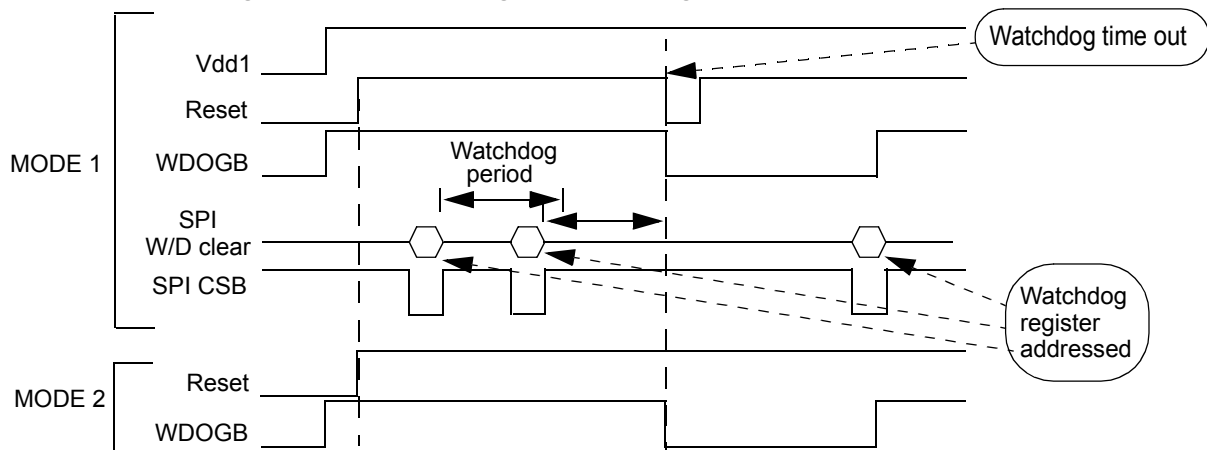 Watchdog time out
Vdd1
Reset
MODE 1
WDOGB
Watchdog
period
SPI
W/D clear
SPI CSB
Watchdog
register
addressed
Reset
MODE 2
WDOGB